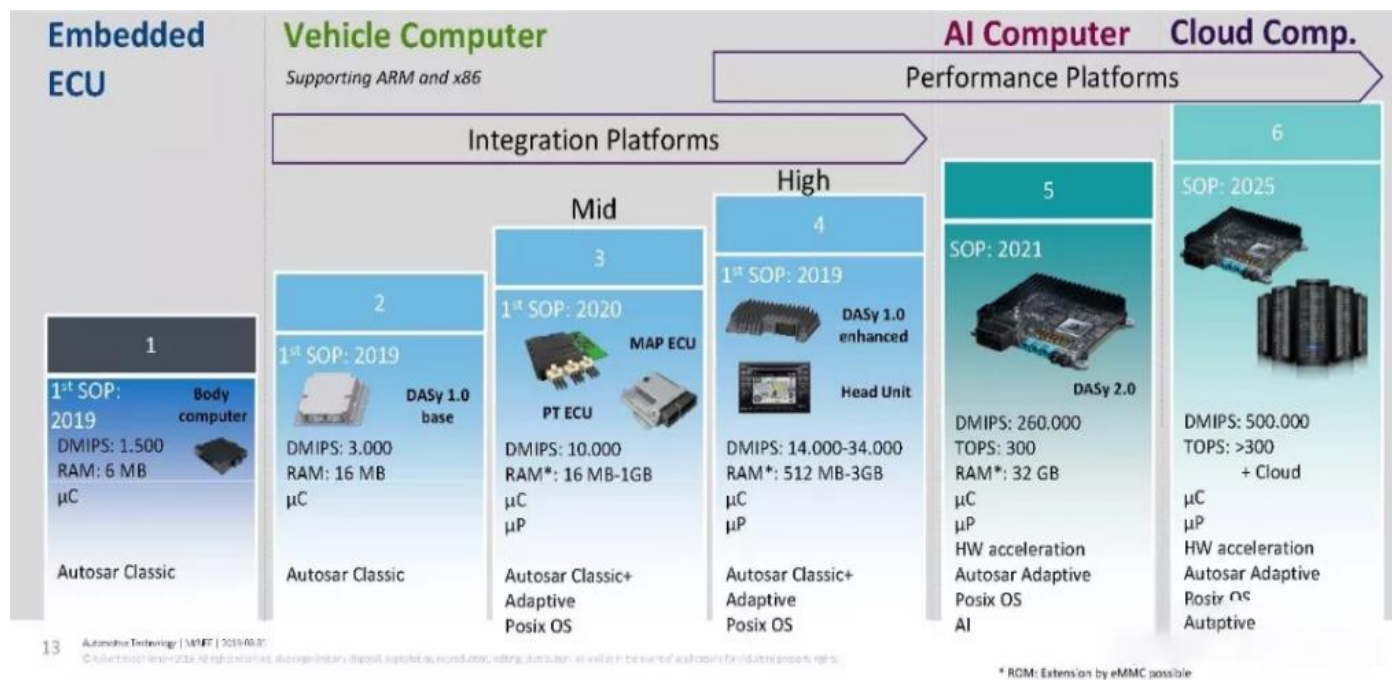 Embedded
ECU
Vehicle Computer
Supporting ARM and x86
AI Computer
Cloud Comp.
Performance Platforms
Integration Platforms
1
1st SOP:
2019
Body
computer
DMIPS: 1.500
RAM: 6 MB
µC
Autosar Classic
2
1st SOP: 2019
DASy 1.0
base
DMIPS: 3.000
RAM: 16 MB
µC
Autosar Classic
Mid
3
1st SOP: 2020
MAP ECU
PT ECU
DMIPS: 10.000
RAM*: 16 MB-1GB
µC
µP
Autosar Classic+
Adaptive
Posix OS
High
4
1st SOP: 2019
DASy 1.0
enhanced
Head Unit
DMIPS: 14.000-34.000
RAM*: 512 MB-3GB
µC
µP
Autosar Classic+
Adaptive
Posix OS
5
SOP: 2021
DASy 2.0
DMIPS: 260.000
TOPS: 300
RAM*: 32 GB
µC
µP
HW acceleration
Autosar Adaptive
Posix OS
AI
6
SOP: 2025
DMIPS: 500.000
TOPS: >300
+ Cloud
µC
µP
HW acceleration
Autosar Adaptive
Posix OS
13
Automotive Technology
* ROM: Extension by eMMC possible